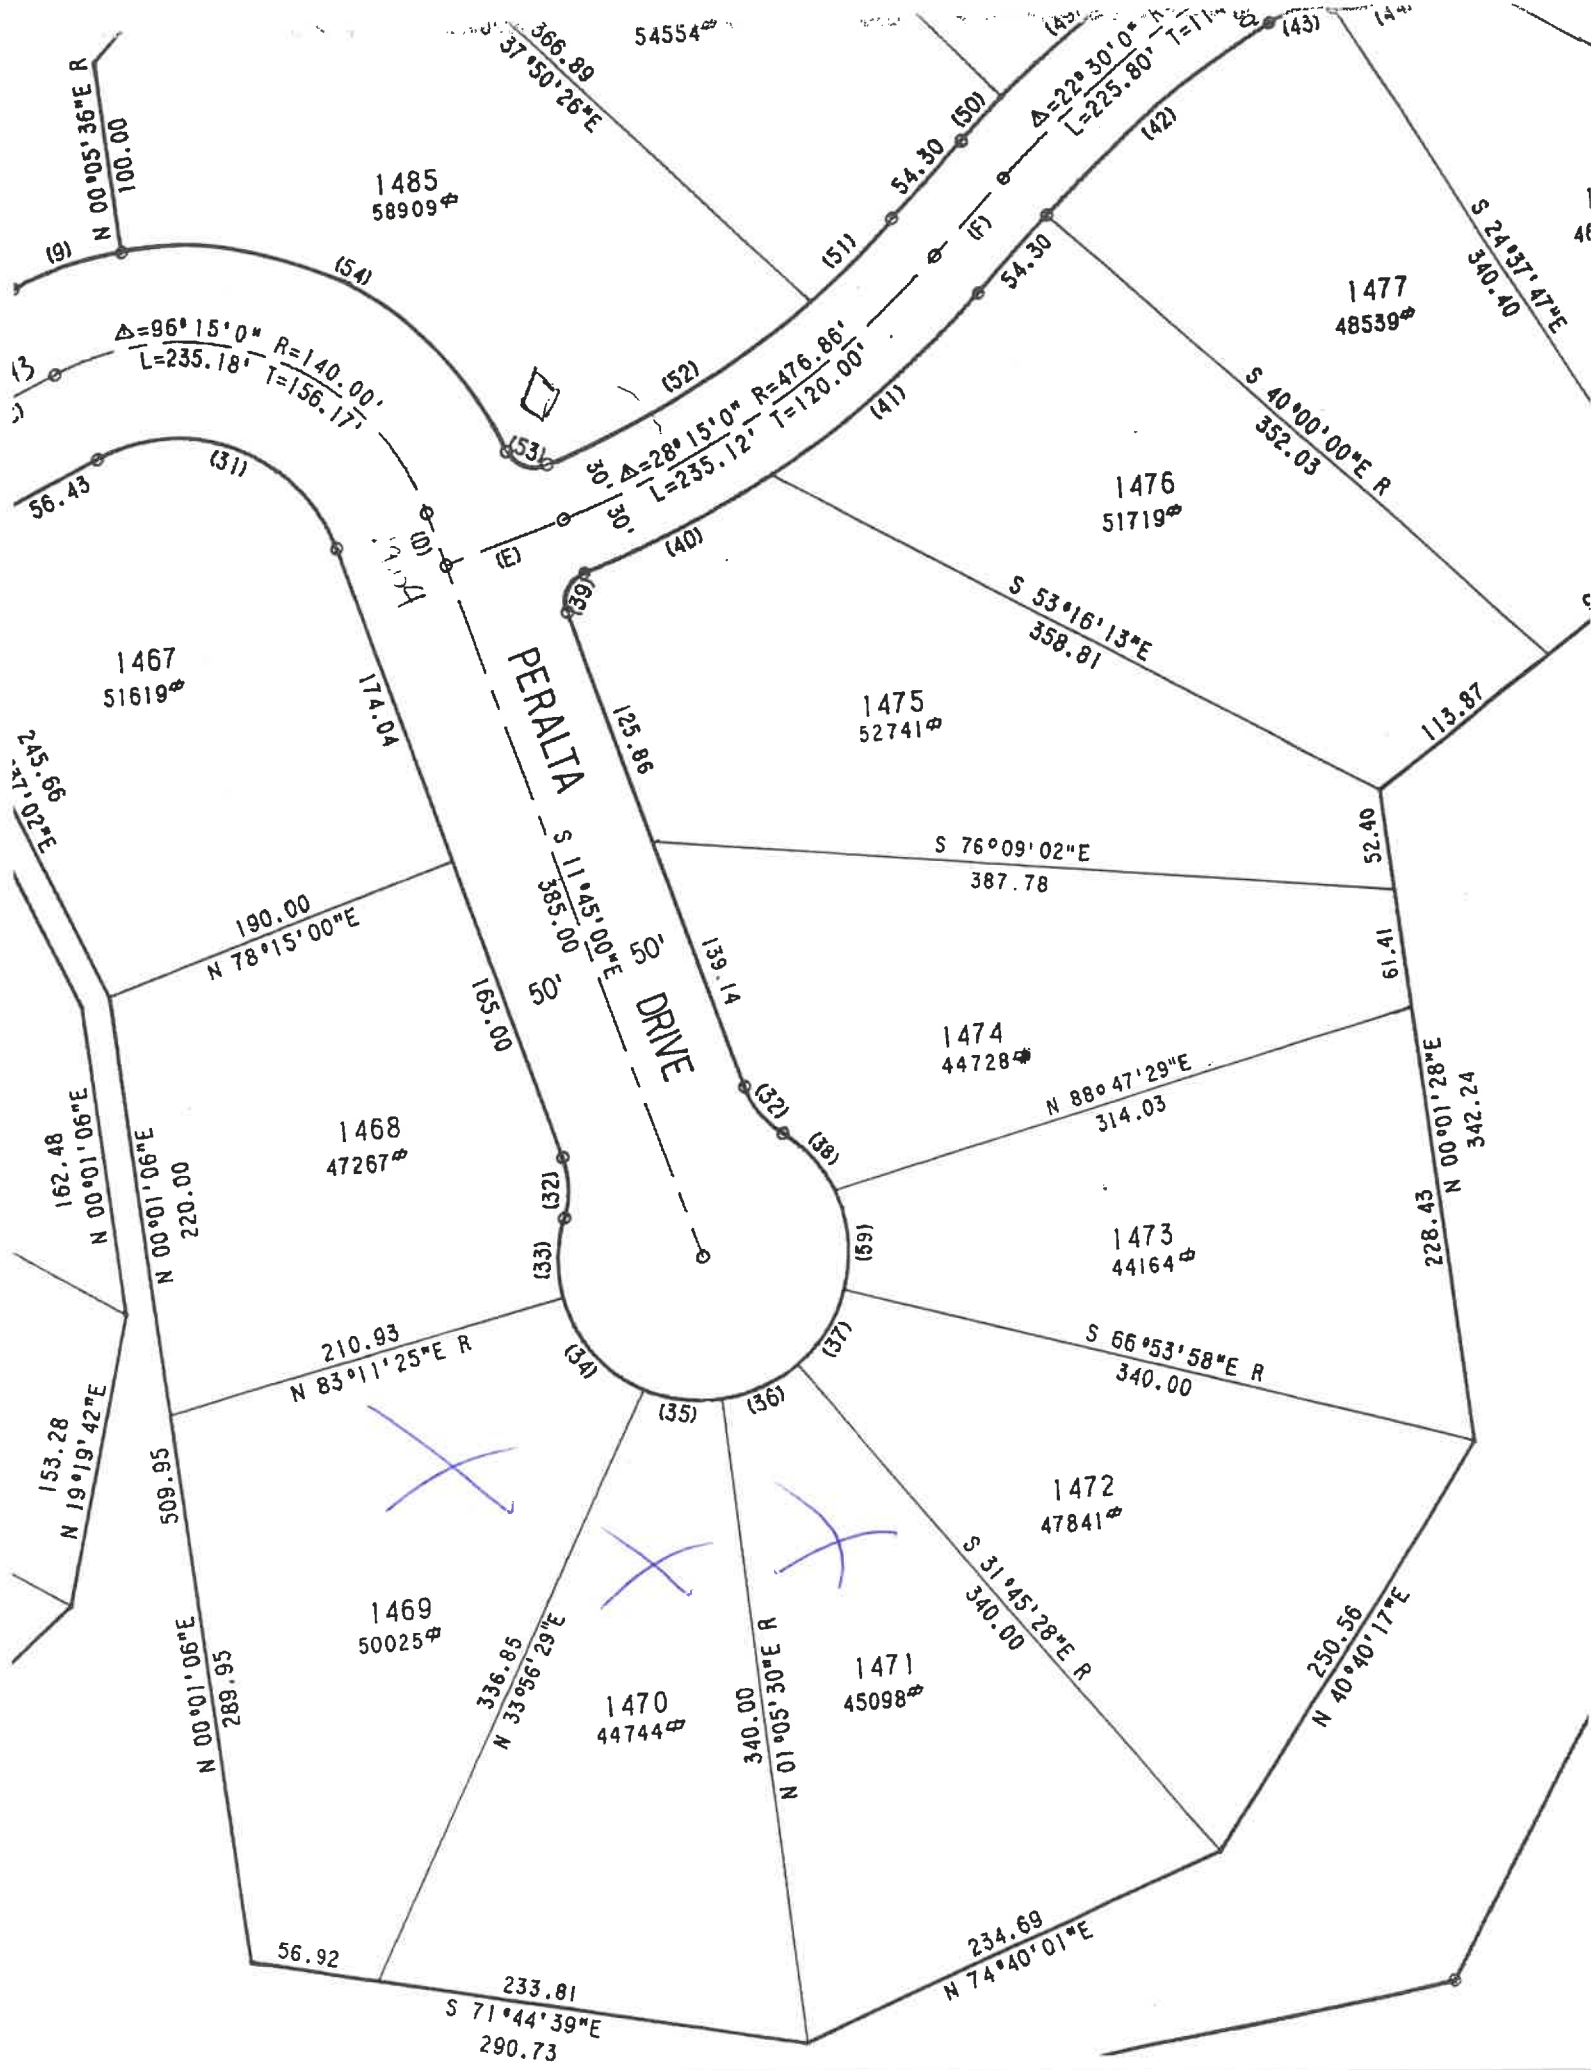 366.89
37°50'26"E
54554⌗
(49)
(43)
(44)
Δ=22°30'0"
L=225.80'
N 00°05'36"E R
100.00
(50)
54.30
(42)
1485
58909⌗
(9)
(54)
(51)
(F)
54.30
S 24°37'47"E
340.40
1477
48539⌗
Δ=96°15'0" R=140.00'
L=235.18' T=156.17'
(52)
Δ=28°15'0" R=476.86'
L=235.12' T=120.00'
(41)
S 40°00'00"E R
352.03
(31)
(53)
30'
30'
56.43
(D)
(E)
(40)
1476
51719⌗
(39)
S 53°16'13"E
358.81
1467
51619⌗
174.04
PERALTA
125.86
1475
52741⌗
113.87
245.66
37'02"E
S 11°45'00"E
385.00
S 76°09'02"E
387.78
52.40
190.00
N 78°15'00"E
50'
50'
139.14
61.41
165.00
DRIVE
1474
44728⌗
N 88°47'29"E
314.03
N 00°01'28"E
342.24
162.48
N 00°01'06"E
N 00°01'06"E
220.00
1468
47267⌗
(32)
(32)
(38)
(33)
(59)
1473
44164⌗
228.43
210.93
N 83°11'25"E R
(34)
(37)
S 66°53'58"E R
340.00
(35)
(36)
153.28
N 19°19'42"E
509.95
1472
47841⌗
1469
50025⌗
S 31°45'28"E R
340.00
N 00°01'06"E
289.95
336.85
N 33°56'29"E
1470
44744⌗
340.00
N 01°05'30"E R
1471
45098⌗
250.56
N 40°40'17"E
56.92
233.81
S 71°44'39"E
290.73
234.69
N 74°40'01"E